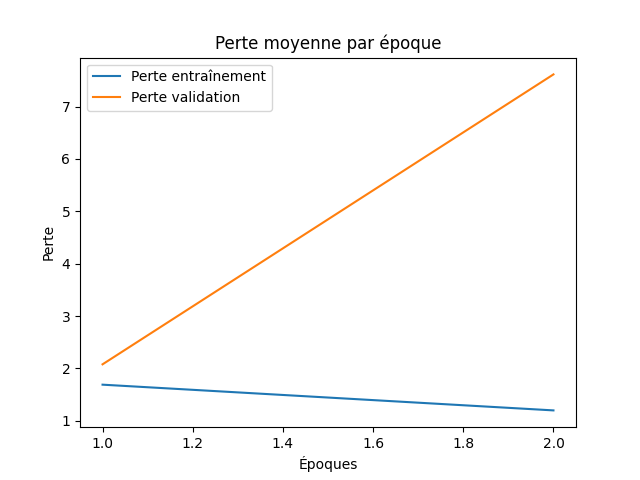 Perte moyenne par époque
Perte entraînement
Perte validation
Perte
7
6
5
4
3
2
1
1.0 1.2 1.4 1.6 1.8 2.0
Époques